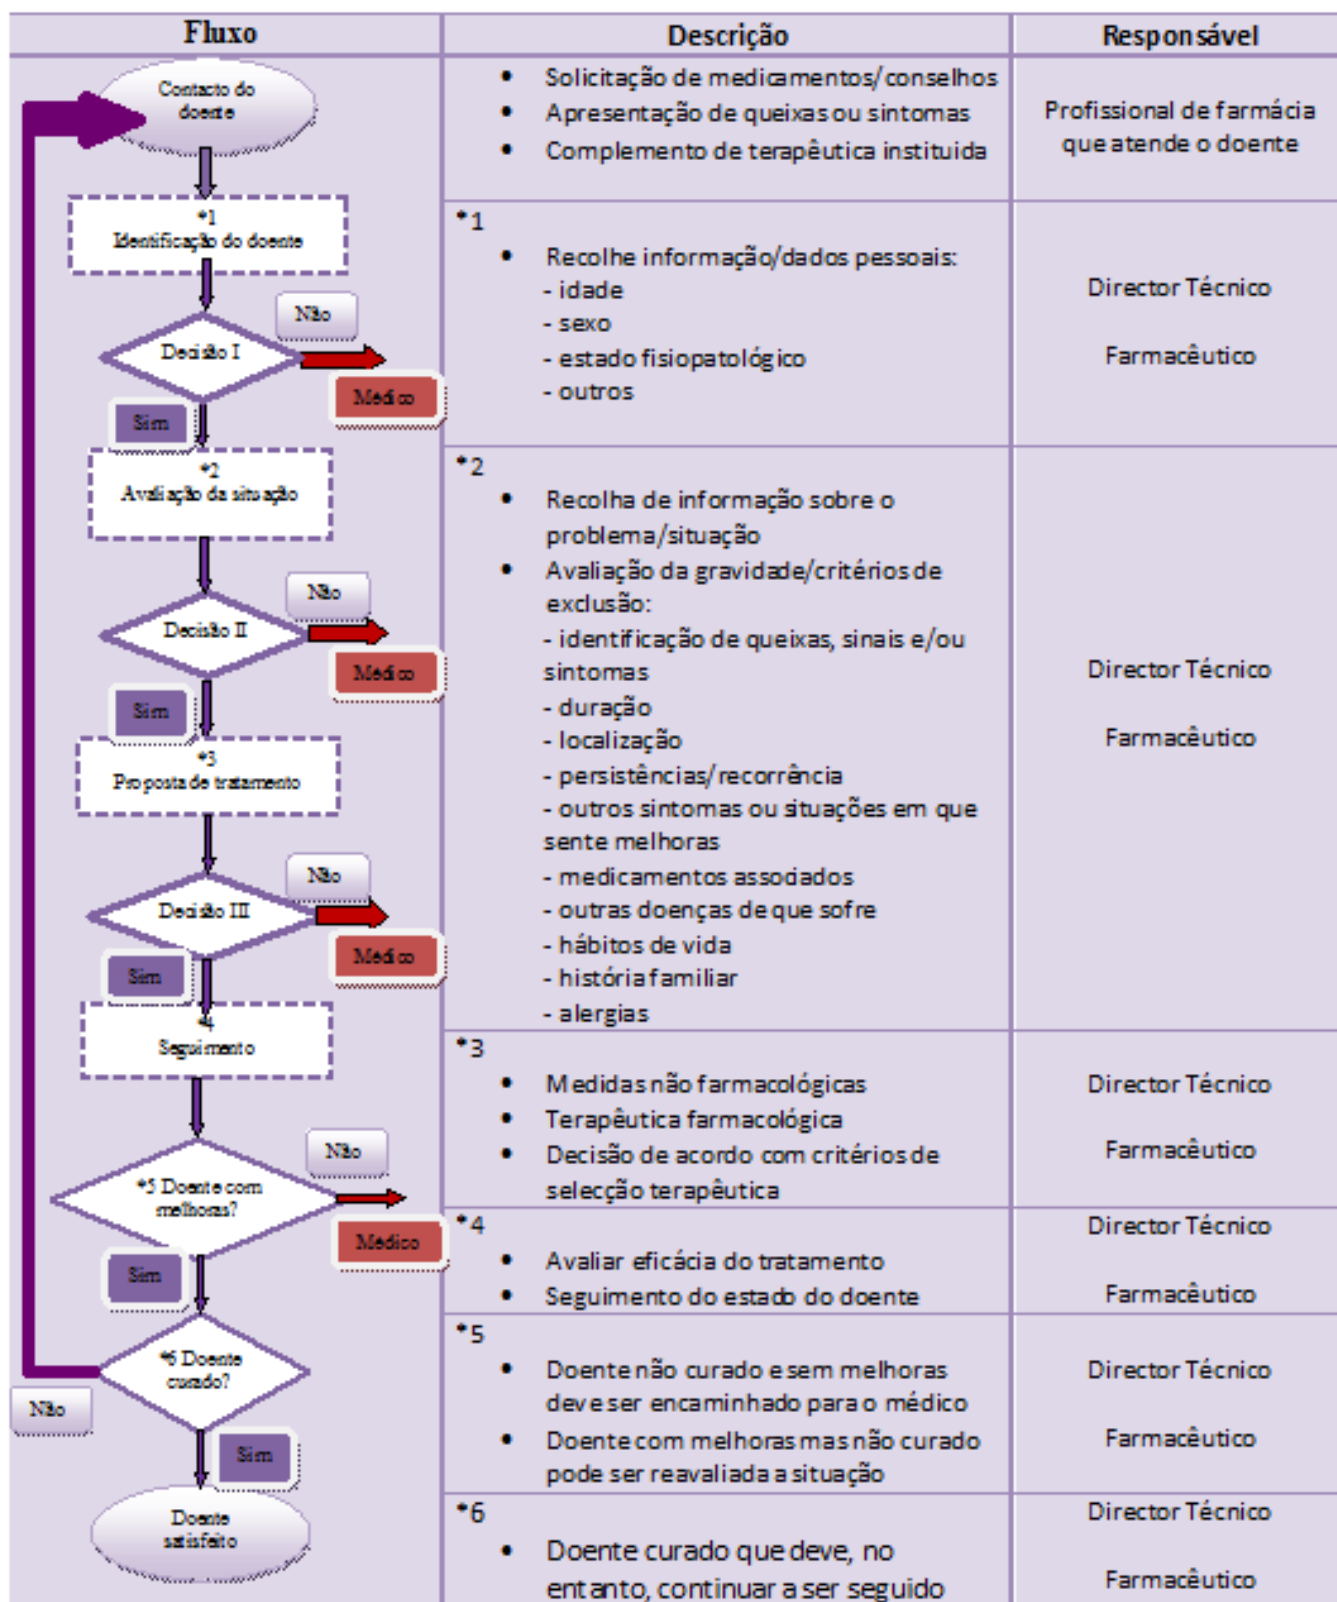 Fluxo
Descrição
Responsável
Contacto do
doente
• Solicitação de medicamentos/conselhos
• Apresentação de queixas ou sintomas
• Complemento de terapêutica instituida
Profissional de farmácia
que atende o doente
*1
Identificação do doente
Decisão I
Não
Médico
Sim
*1
• Recolhe informação/dados pessoais:
- idade
- sexo
- estado fisiopatológico
- outros
Director Técnico
Farmacêutico
*2
Avaliação da situação
Decisão II
Não
Médico
Sim
*3
Proposta de tratamento
Decisão III
Não
Médico
Sim
*4
Seguimento
*2
• Recolha de informação sobre o
problema/situação
• Avaliação da gravidade/critérios de
exclusão:
- identificação de queixas, sinais e/ou
sintomas
- duração
- localização
- persistências/recorrência
- outros sintomas ou situações em que
sente melhoras
- medicamentos associados
- outras doenças de que sofre
- hábitos de vida
- história familiar
- alergias
Director Técnico
Farmacêutico
*3
• Medidas não farmacológicas
• Terapêutica farmacológica
• Decisão de acordo com critérios de
selecção terapêutica
Director Técnico
Farmacêutico
*5 Doente com
melhoras?
Não
Médico
Sim
*4
• Avaliar eficácia do tratamento
• Seguimento do estado do doente
Director Técnico
Farmacêutico
*6 Doente
curado?
Não
Sim
*5
• Doente não curado e sem melhoras
deve ser encaminhado para o médico
• Doente com melhoras mas não curado
pode ser reavaliada a situação
Director Técnico
Farmacêutico
Doente
satisfeito
*6
• Doente curado que deve, no
entanto, continuar a ser seguido
Director Técnico
Farmacêutico